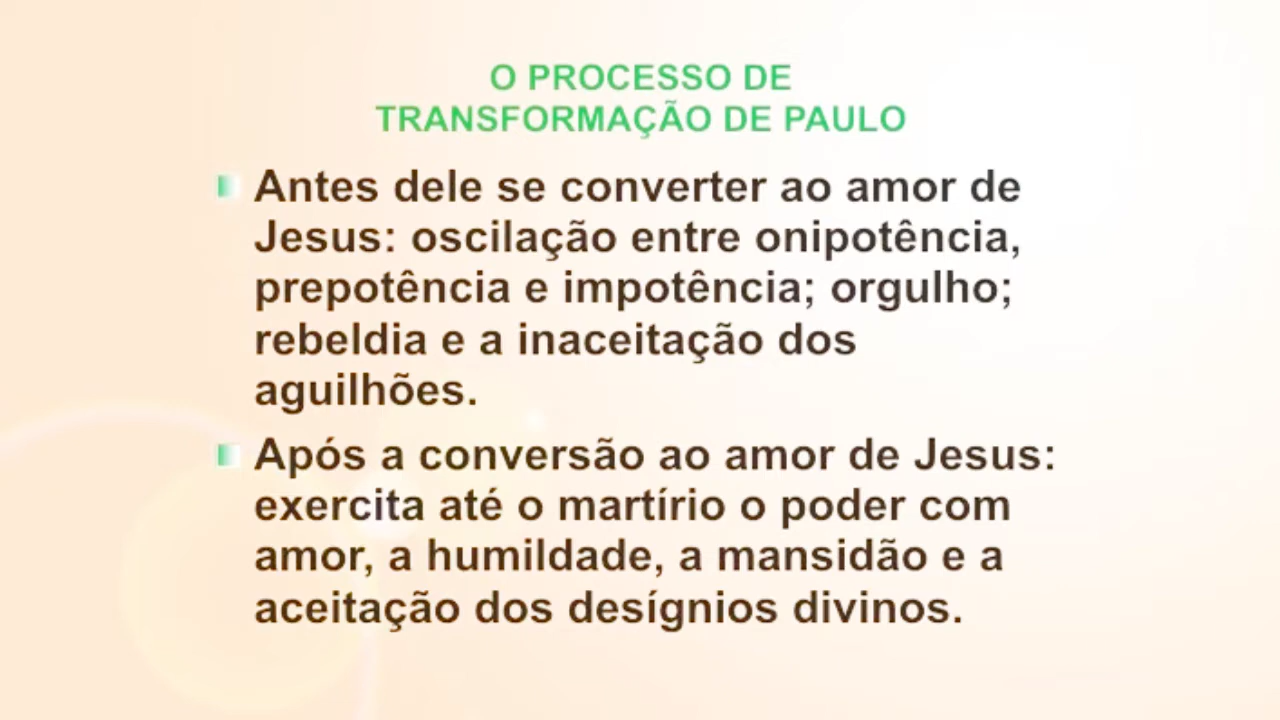 O PROCESSO DE
TRANSFORMAÇÃO DE PAULO
Antes dele se converter ao amor de
Jesus: oscilação entre onipotência,
prepotência e impotência; orgulho;
rebeldia e a inaceitação dos
aguilhões.
Após a conversão ao amor de Jesus:
exercita até o martírio o poder com
amor, a humildade, a mansidão e a
aceitação dos desígnios divinos.